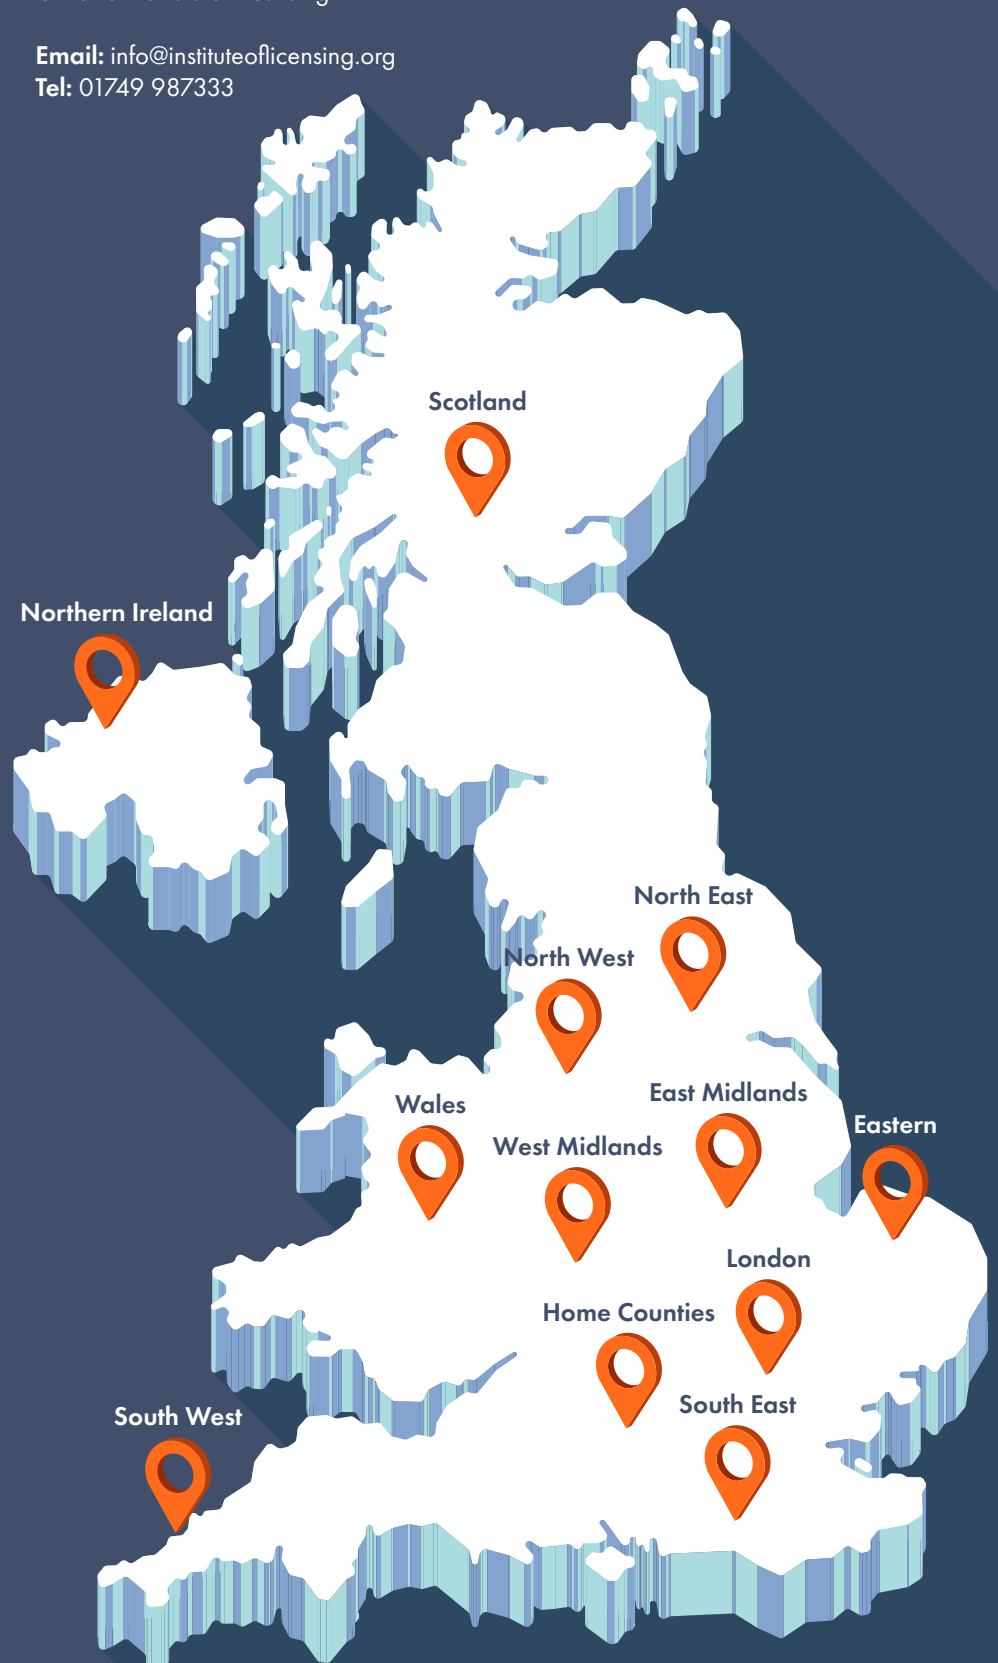 Email: info@instituteoflicensing.org
Tel: 01749 987333
Scotland
Northern Ireland
North East
North West
East Midlands
Wales
Eastern
West Midlands
London
Home Counties
South East
South West